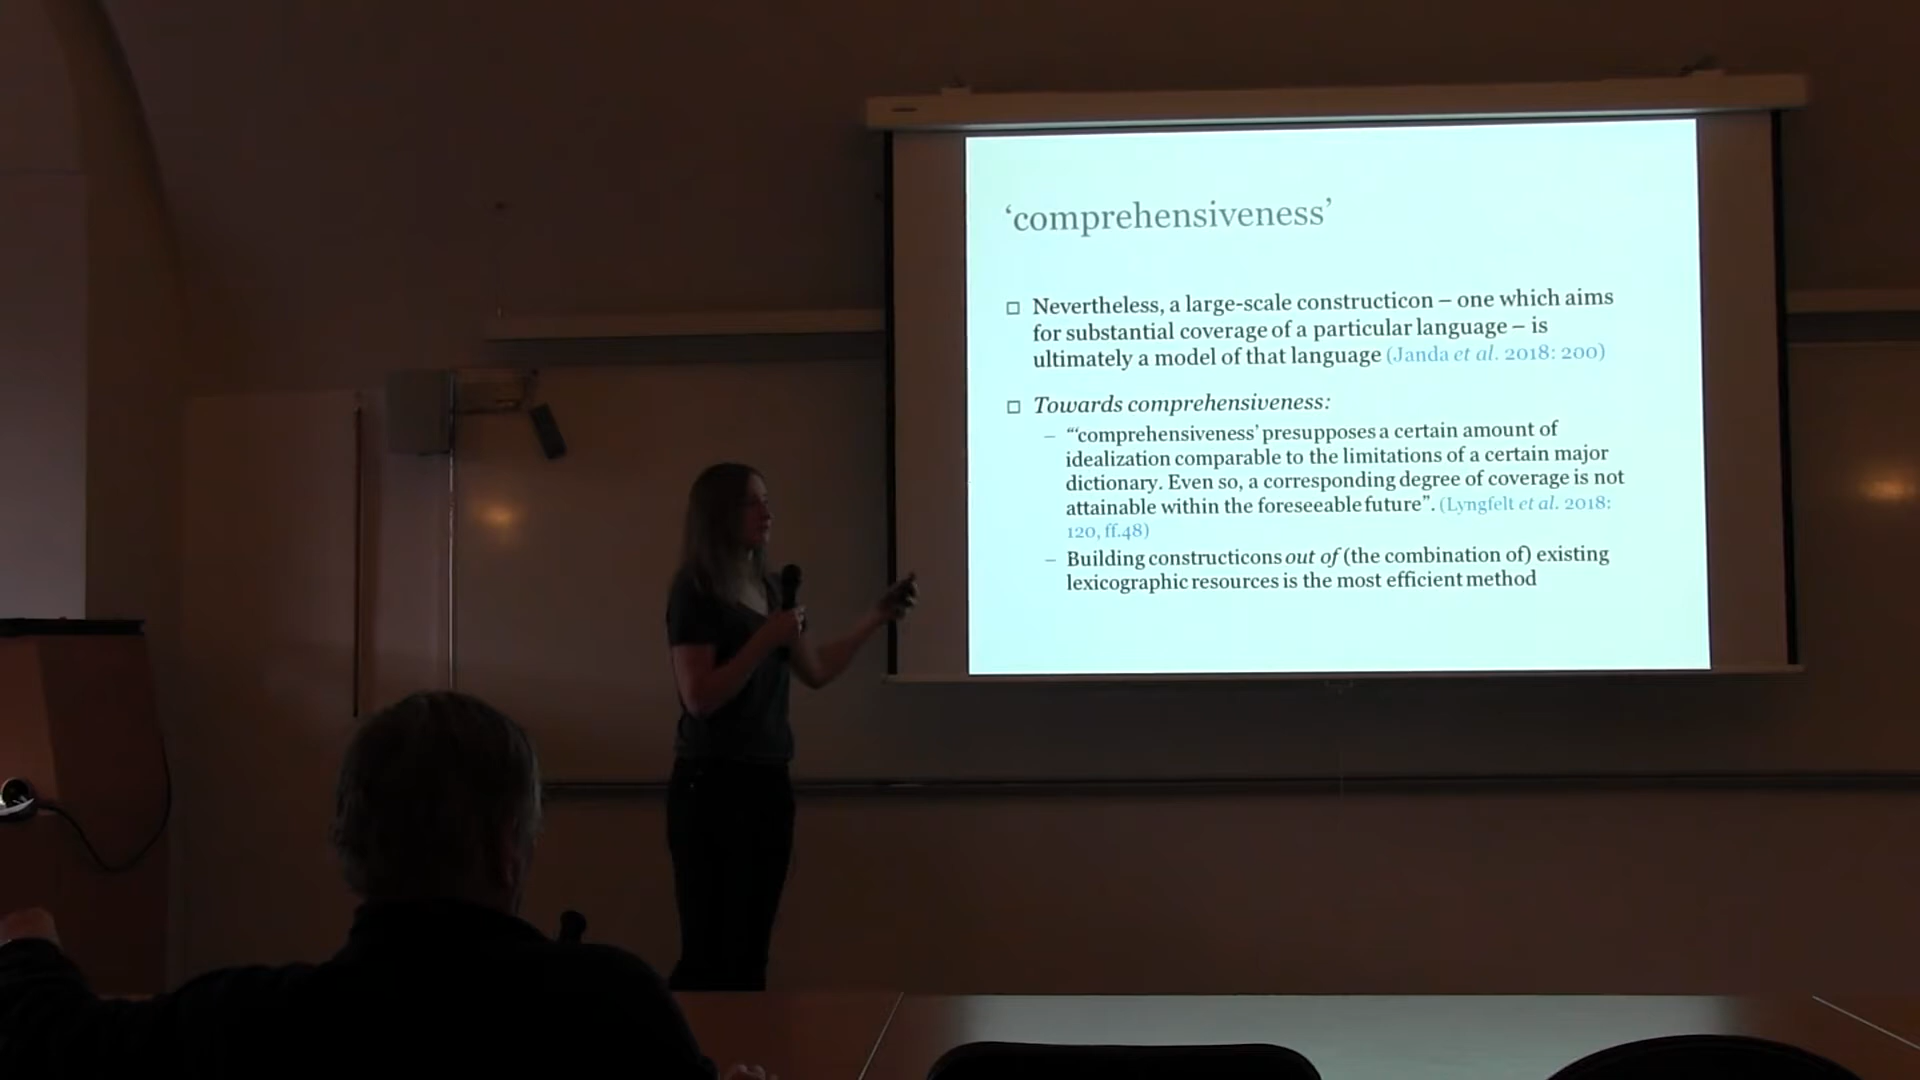 ‘comprehensiveness’
□ Nevertheless, a large-scale constructicon – one which aims
for substantial coverage of a particular language – is
ultimately a model of that language (Janda et al. 2018: 200)
□ Towards comprehensiveness:
– “‘comprehensiveness’ presupposes a certain amount of
idealization comparable to the limitations of a certain major
dictionary. Even so, a corresponding degree of coverage is not
attainable within the foreseeable future”. (Lyngfelt et al. 2018:
120, ff.48)
– Building constructicons out of (the combination of) existing
lexicographic resources is the most efficient method